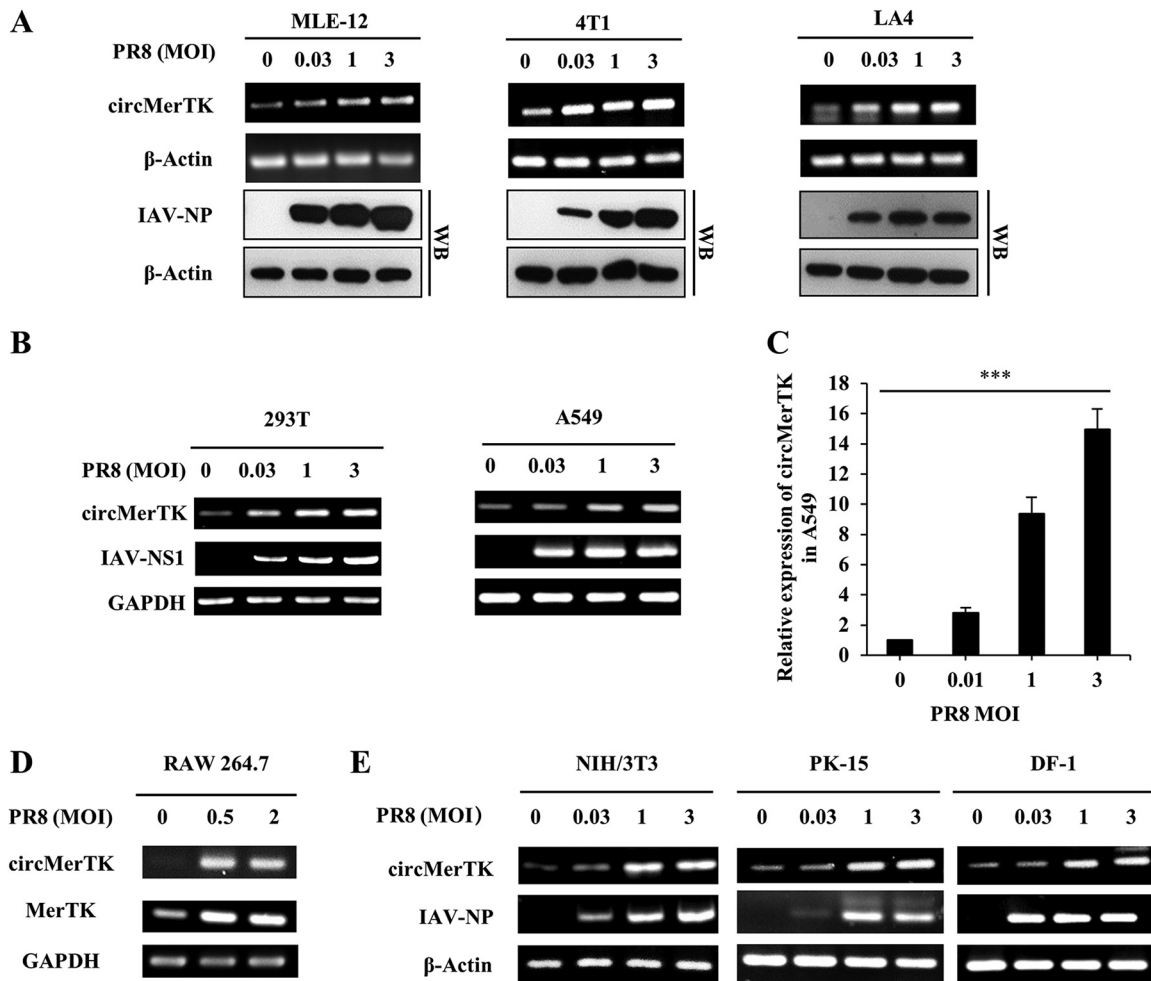 A
MLE-12
4T1
LA4
PR8 (MOI)
0 0.03 1 3
0 0.03 1 3
0 0.03 1 3
circMerTK
β-Actin
IAV-NP
β-Actin
WB
WB
WB
B
293T
A549
PR8 (MOI) 0 0.03 1 3
0 0.03 1 3
circMerTK
IAV-NS1
GAPDH
C
Relative expression of circMerTK
in A549
***
18
16
14
12
10
8
6
4
2
0
0 0.01 1 3
PR8 MOI
D
RAW 264.7
PR8 (MOI) 0 0.5 2
circMerTK
MerTK
GAPDH
E
NIH/3T3
PK-15
DF-1
PR8 (MOI) 0 0.03 1 3
0 0.03 1 3
0 0.03 1 3
circMerTK
IAV-NP
β-Actin